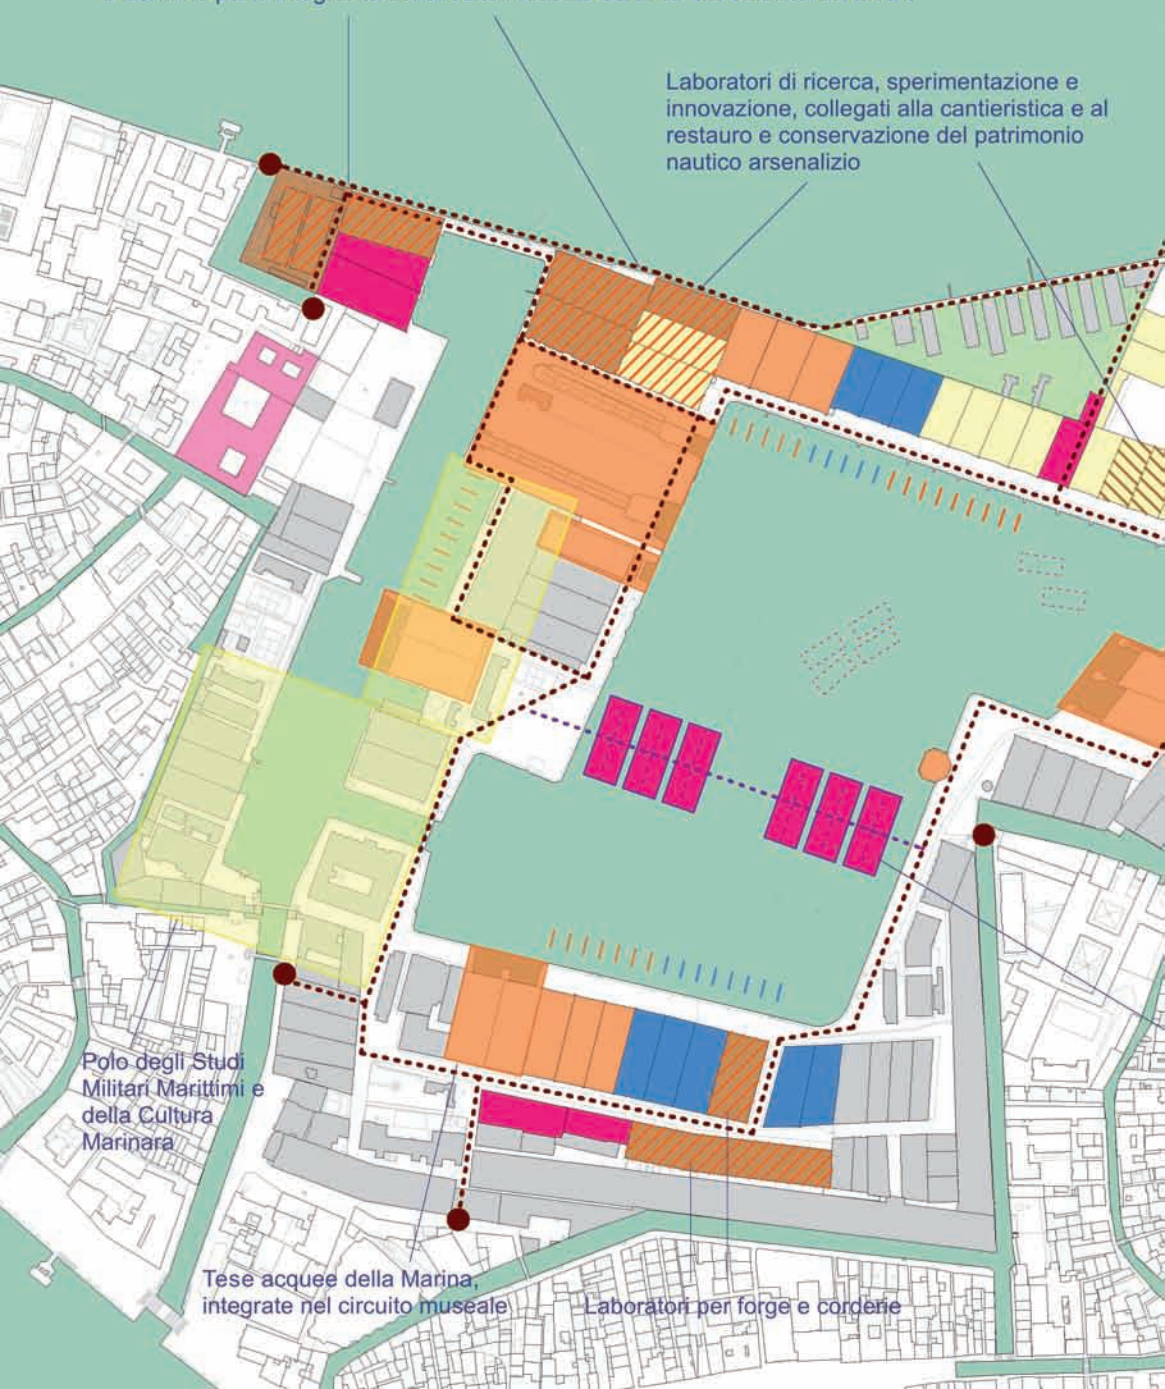 Laboratori di ricerca, sperimentazione e
innovazione, collegati alla cantieristica e al
restauro e conservazione del patrimonio
nautico arsenalizio
Polo degli Studi
Militari Marittimi e
della Cultura
Marinara
Tese acquee della Marina,
integrate nel circuito museale
Laboratori per forge e corderie